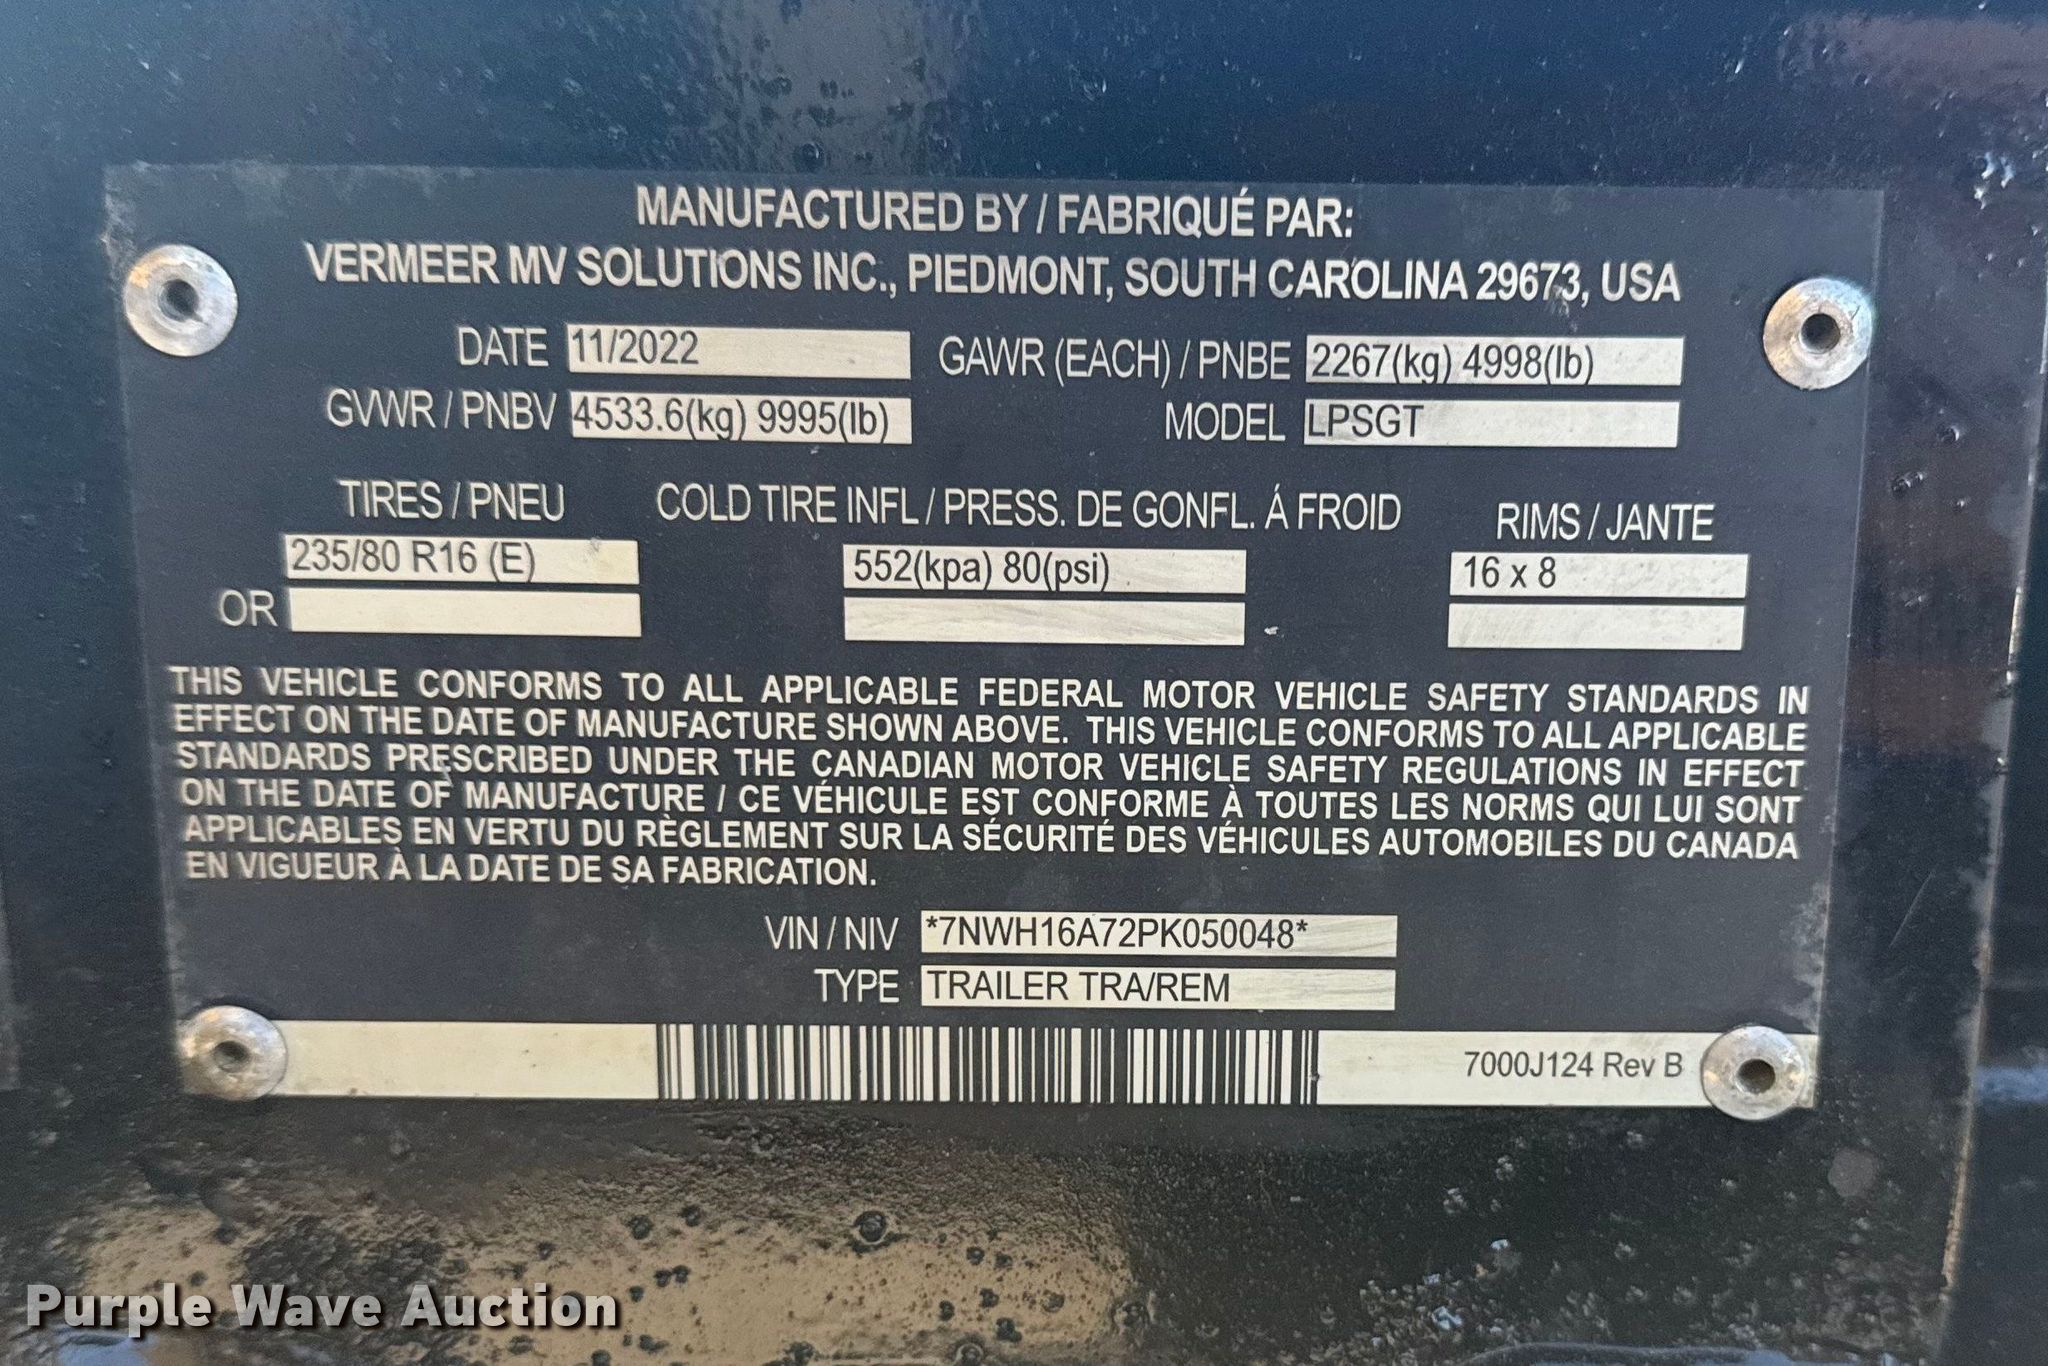 MANUFACTURED BY / FABRIQUÉ PAR:
VERMEER MV SOLUTIONS INC., PIEDMONT, SOUTH CAROLINA 29673, USA
DATE 11/2022 GAWR (EACH) / PNBE 2267(kg) 4998(lb)
GVWR / PNBV 4533.6(kg) 9995(lb) MODEL LPSGT
TIRES / PNEU COLD TIRE INFL / PRESS. DE GONFL. Á FROID RIMS / JANTE
235/80 R16 (E) 552(kpa) 80(psi) 16 x 8
OR
THIS VEHICLE CONFORMS TO ALL APPLICABLE FEDERAL MOTOR VEHICLE SAFETY STANDARDS IN
EFFECT ON THE DATE OF MANUFACTURE SHOWN ABOVE. THIS VEHICLE CONFORMS TO ALL APPLICABLE
STANDARDS PRESCRIBED UNDER THE CANADIAN MOTOR VEHICLE SAFETY REGULATIONS IN EFFECT
ON THE DATE OF MANUFACTURE / CE VÉHICULE EST CONFORME À TOUTES LES NORMS QUI LUI SONT
APPLICABLES EN VERTU DU RÈGLEMENT SUR LA SÉCURITÉ DES VÉHICULES AUTOMOBILES DU CANADA
EN VIGUEUR À LA DATE DE SA FABRICATION.
VIN / NIV *7NWH16A72PK050048*
TYPE TRAILER TRA/REM
7000J124 Rev B
Purple Wave Auction